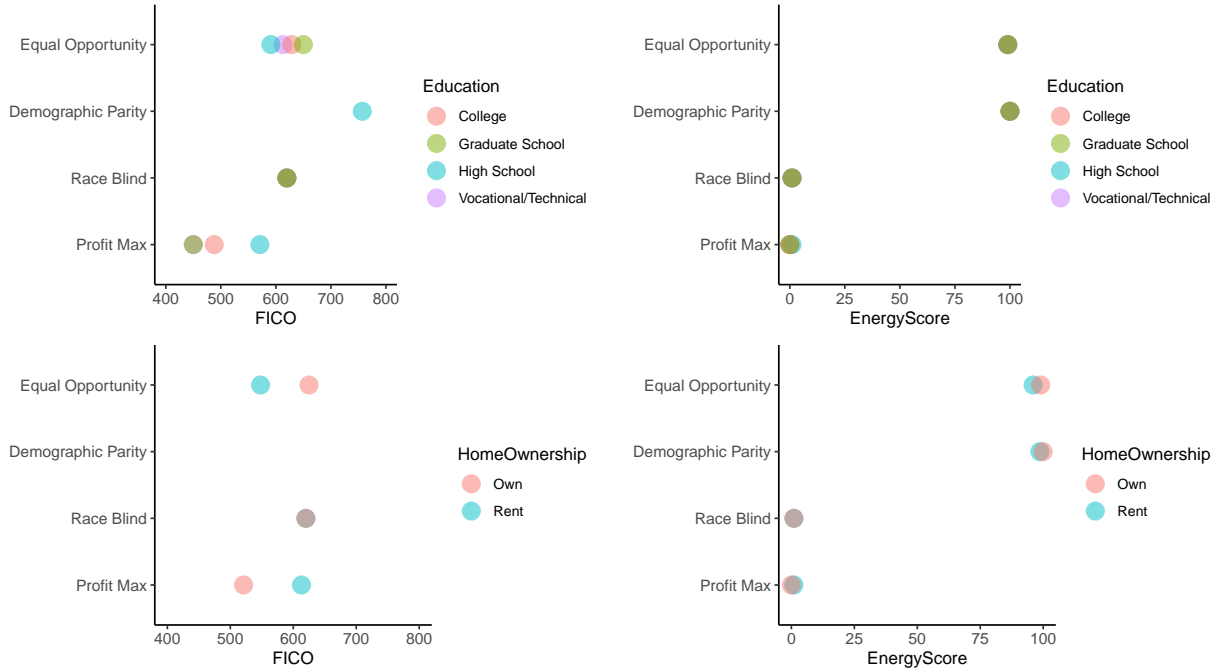 Equal Opportunity
Demographic Parity
Race Blind
Profit Max
400 500 600 700 800
FICO
Education
College
Graduate School
High School
Vocational/Technical
Equal Opportunity
Demographic Parity
Race Blind
Profit Max
0 25 50 75 100
EnergyScore
Education
College
Graduate School
High School
Vocational/Technical
Equal Opportunity
Demographic Parity
Race Blind
Profit Max
400 500 600 700 800
FICO
HomeOwnership
Own
Rent
Equal Opportunity
Demographic Parity
Race Blind
Profit Max
0 25 50 75 100
EnergyScore
HomeOwnership
Own
Rent